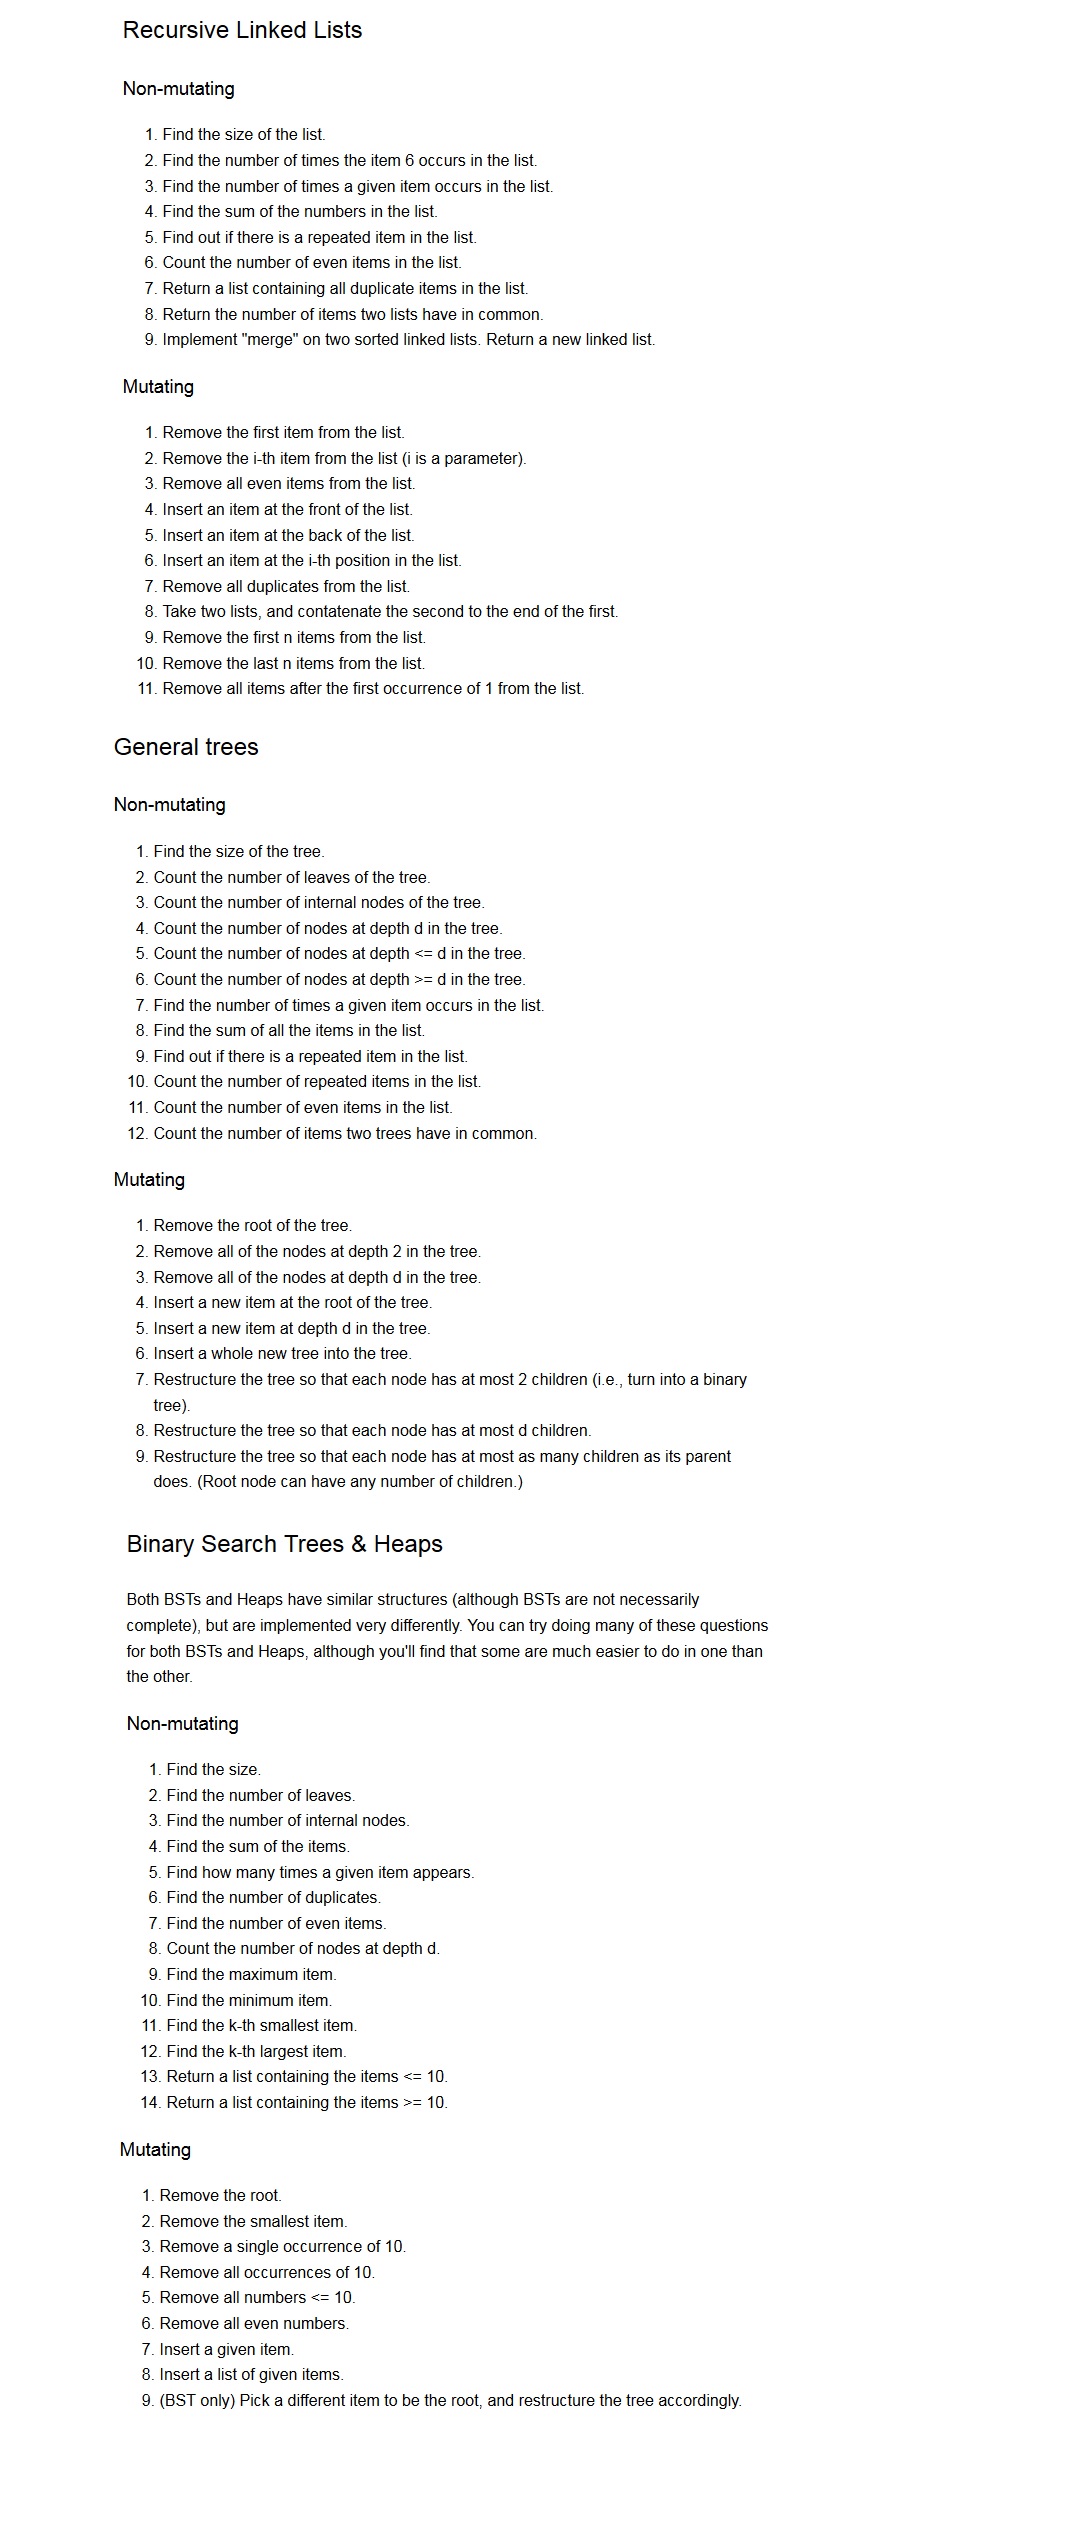 Recursive Linked Lists
Non-mutating
1. Find the size of the list.
2. Find the number of times the item 6 occurs in the list.
3. Find the number of times a given item occurs in the list.
4. Find the sum of the numbers in the list.
5. Find out if there is a repeated item in the list.
6. Count the number of even items in the list.
7. Return a list containing all duplicate items in the list.
8. Return the number of items two lists have in common.
9. Implement "merge" on two sorted linked lists. Return a new linked list.
Mutating
1. Remove the first item from the list.
2. Remove the i-th item from the list (i is a parameter).
3. Remove all even items from the list.
4. Insert an item at the front of the list.
5. Insert an item at the back of the list.
6. Insert an item at the i-th position in the list.
7. Remove all duplicates from the list.
8. Take two lists, and contatenate the second to the end of the first.
9. Remove the first n items from the list.
10. Remove the last n items from the list.
11. Remove all items after the first occurrence of 1 from the list.
General trees
Non-mutating
1. Find the size of the tree.
2. Count the number of leaves of the tree.
3. Count the number of internal nodes of the tree.
4. Count the number of nodes at depth d in the tree.
5. Count the number of nodes at depth <= d in the tree.
6. Count the number of nodes at depth >= d in the tree.
7. Find the number of times a given item occurs in the list.
8. Find the sum of all the items in the list.
9. Find out if there is a repeated item in the list.
10. Count the number of repeated items in the list.
11. Count the number of even items in the list.
12. Count the number of items two trees have in common.
Mutating
1. Remove the root of the tree.
2. Remove all of the nodes at depth 2 in the tree.
3. Remove all of the nodes at depth d in the tree.
4. Insert a new item at the root of the tree.
5. Insert a new item at depth d in the tree.
6. Insert a whole new tree into the tree.
7. Restructure the tree so that each node has at most 2 children (i.e., turn into a binary
tree).
8. Restructure the tree so that each node has at most d children.
9. Restructure the tree so that each node has at most as many children as its parent
does. (Root node can have any number of children.)
Binary Search Trees & Heaps
Both BSTs and Heaps have similar structures (although BSTs are not necessarily
complete), but are implemented very differently. You can try doing many of these questions
for both BSTs and Heaps, although you'll find that some are much easier to do in one than
the other.
Non-mutating
1. Find the size.
2. Find the number of leaves.
3. Find the number of internal nodes.
4. Find the sum of the items.
5. Find how many times a given item appears.
6. Find the number of duplicates.
7. Find the number of even items.
8. Count the number of nodes at depth d.
9. Find the maximum item.
10. Find the minimum item.
11. Find the k-th smallest item.
12. Find the k-th largest item.
13. Return a list containing the items <= 10.
14. Return a list containing the items >= 10.
Mutating
1. Remove the root.
2. Remove the smallest item.
3. Remove a single occurrence of 10.
4. Remove all occurrences of 10.
5. Remove all numbers <= 10.
6. Remove all even numbers.
7. Insert a given item.
8. Insert a list of given items.
9. (BST only) Pick a different item to be the root, and restructure the tree accordingly.